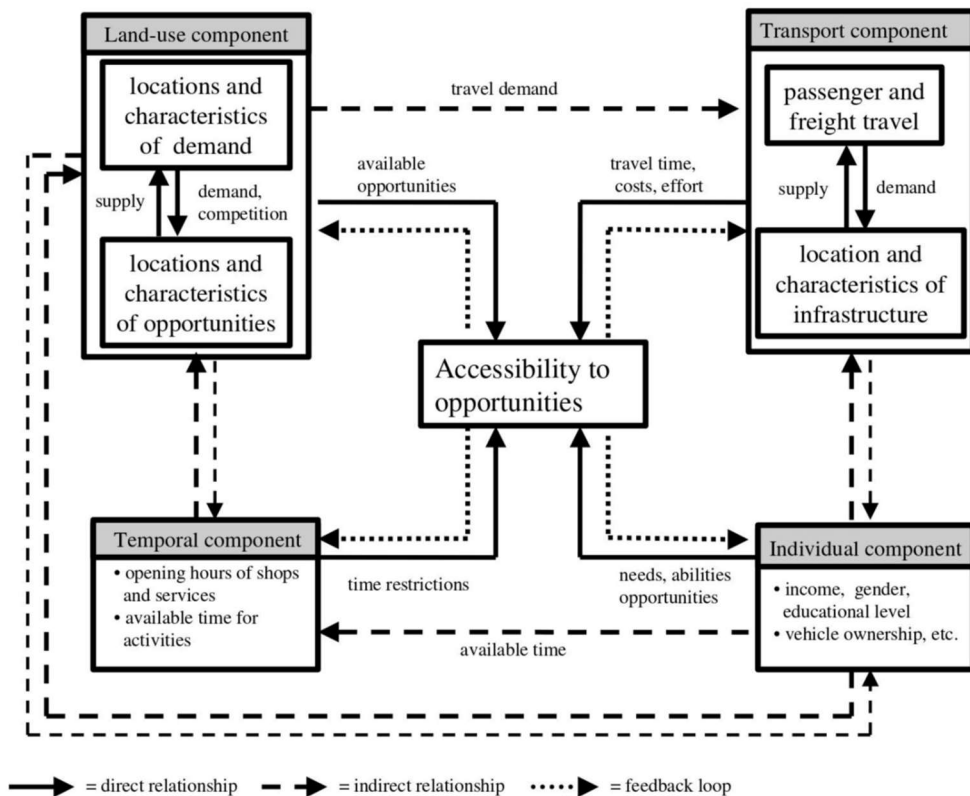 Land-use component
Transport component
locations and
characteristics
of demand
travel demand
passenger and
freight travel
supply
demand,
competition
available
opportunities
travel time,
costs, effort
supply
demand
locations and
characteristics
of opportunities
location and
characteristics of
infrastructure
Accessibility to
opportunities
Temporal component
• opening hours of shops
and services
• available time for
activities
time restrictions
needs, abilities
opportunities
Individual component
• income, gender,
educational level
• vehicle ownership, etc.
available time
= direct relationship
= indirect relationship
= feedback loop